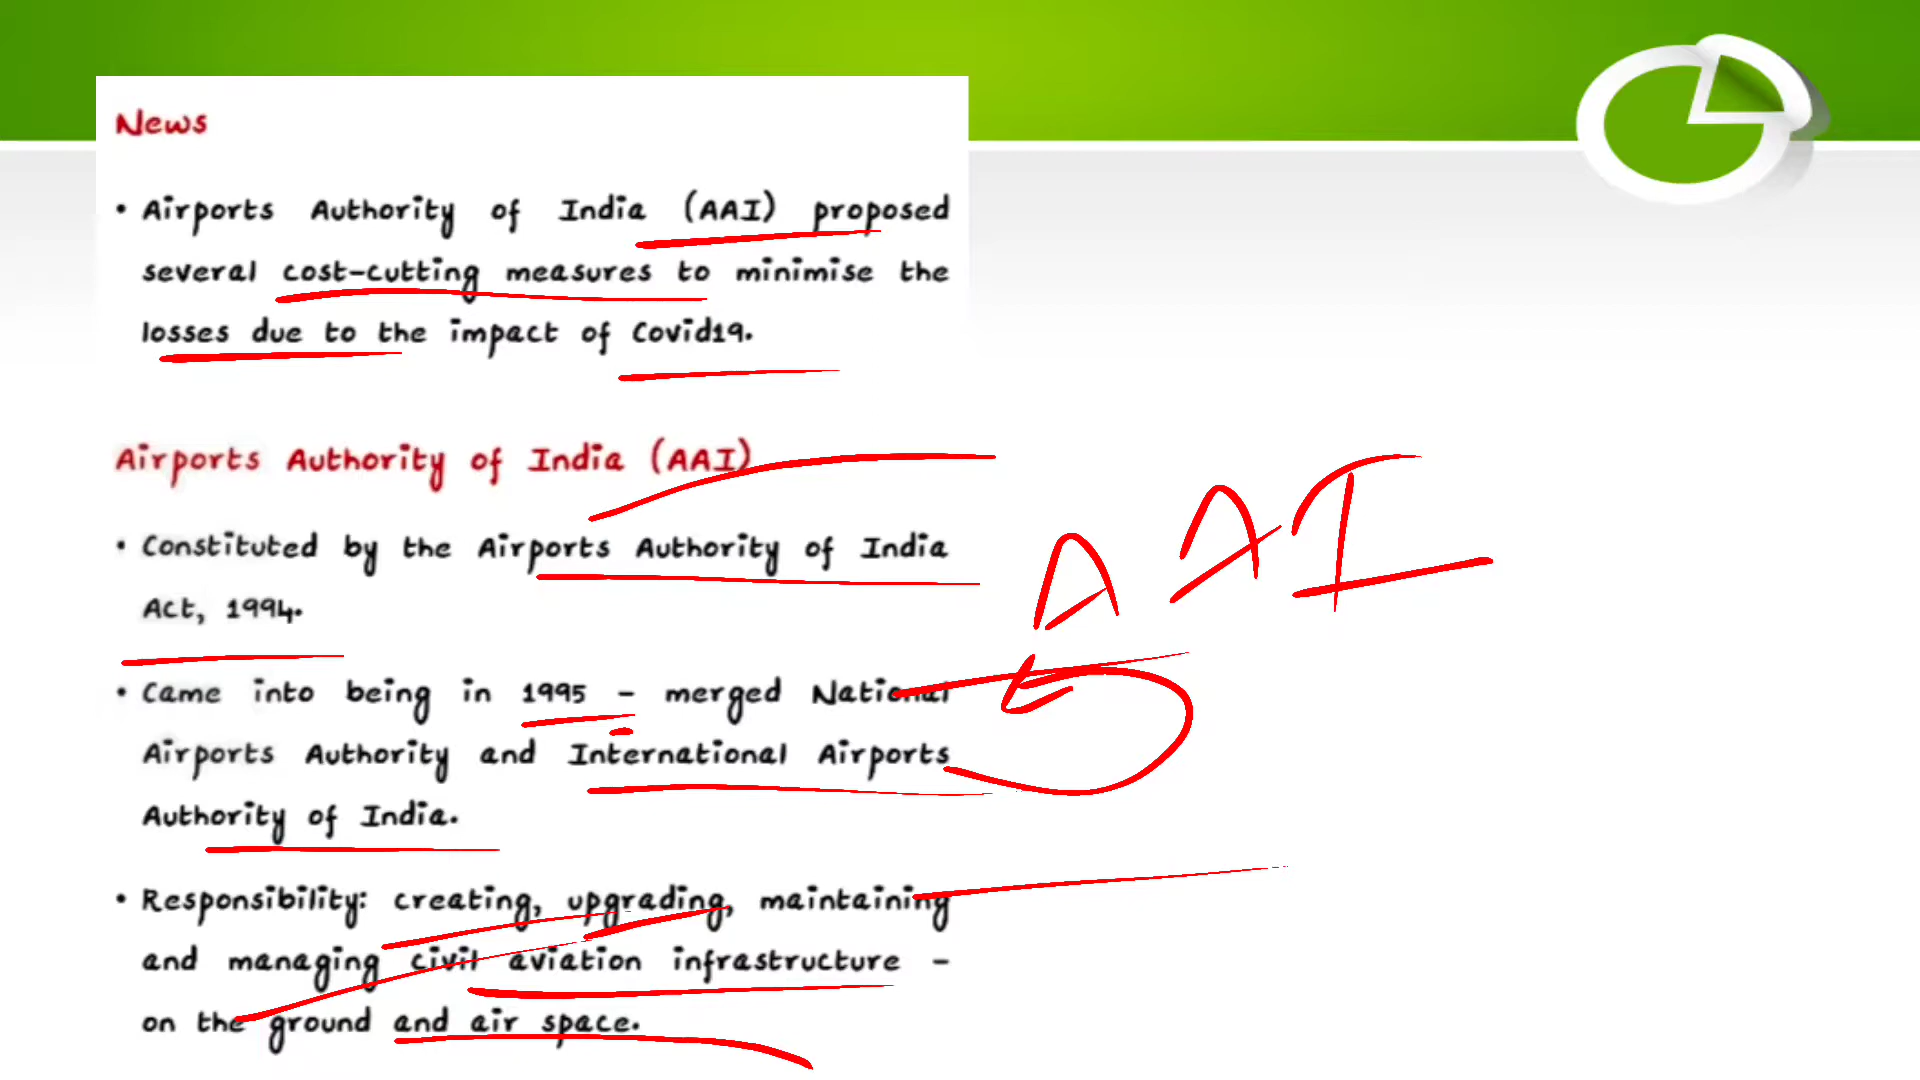 News
• Airports Authority of India (AAI) proposed
several cost-cutting measures to minimise the
losses due to the impact of Covid19.
Airports Authority of India (AAI)
• Constituted by the Airports Authority of India
Act, 1994.
AAI
• Came into being in 1995 – merged National
Airports Authority and International Airports
Authority of India.
• Responsibility: creating, upgrading, maintaining
and managing civil aviation infrastructure –
on the ground and air space.